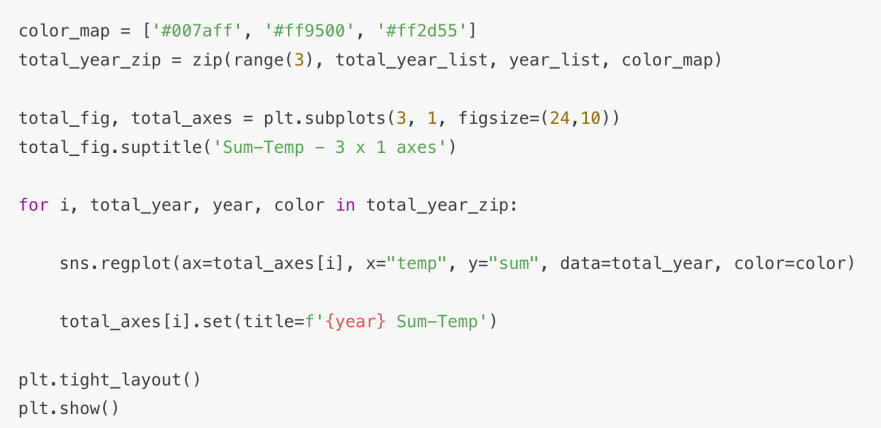 color_map = ['#007aff', '#ff9500', '#ff2d55']
total_year_zip = zip(range(3), total_year_list, year_list, color_map)
total_fig, total_axes = plt.subplots(3, 1, figsize=(24,10))
total_fig.suptitle('Sum-Temp - 3 x 1 axes')
for i, total_year, year, color in total_year_zip:
    sns.regplot(ax=total_axes[i], x="temp", y="sum", data=total_year, color=color)
    total_axes[i].set(title=f'{year} Sum-Temp')
plt.tight_layout()
plt.show()